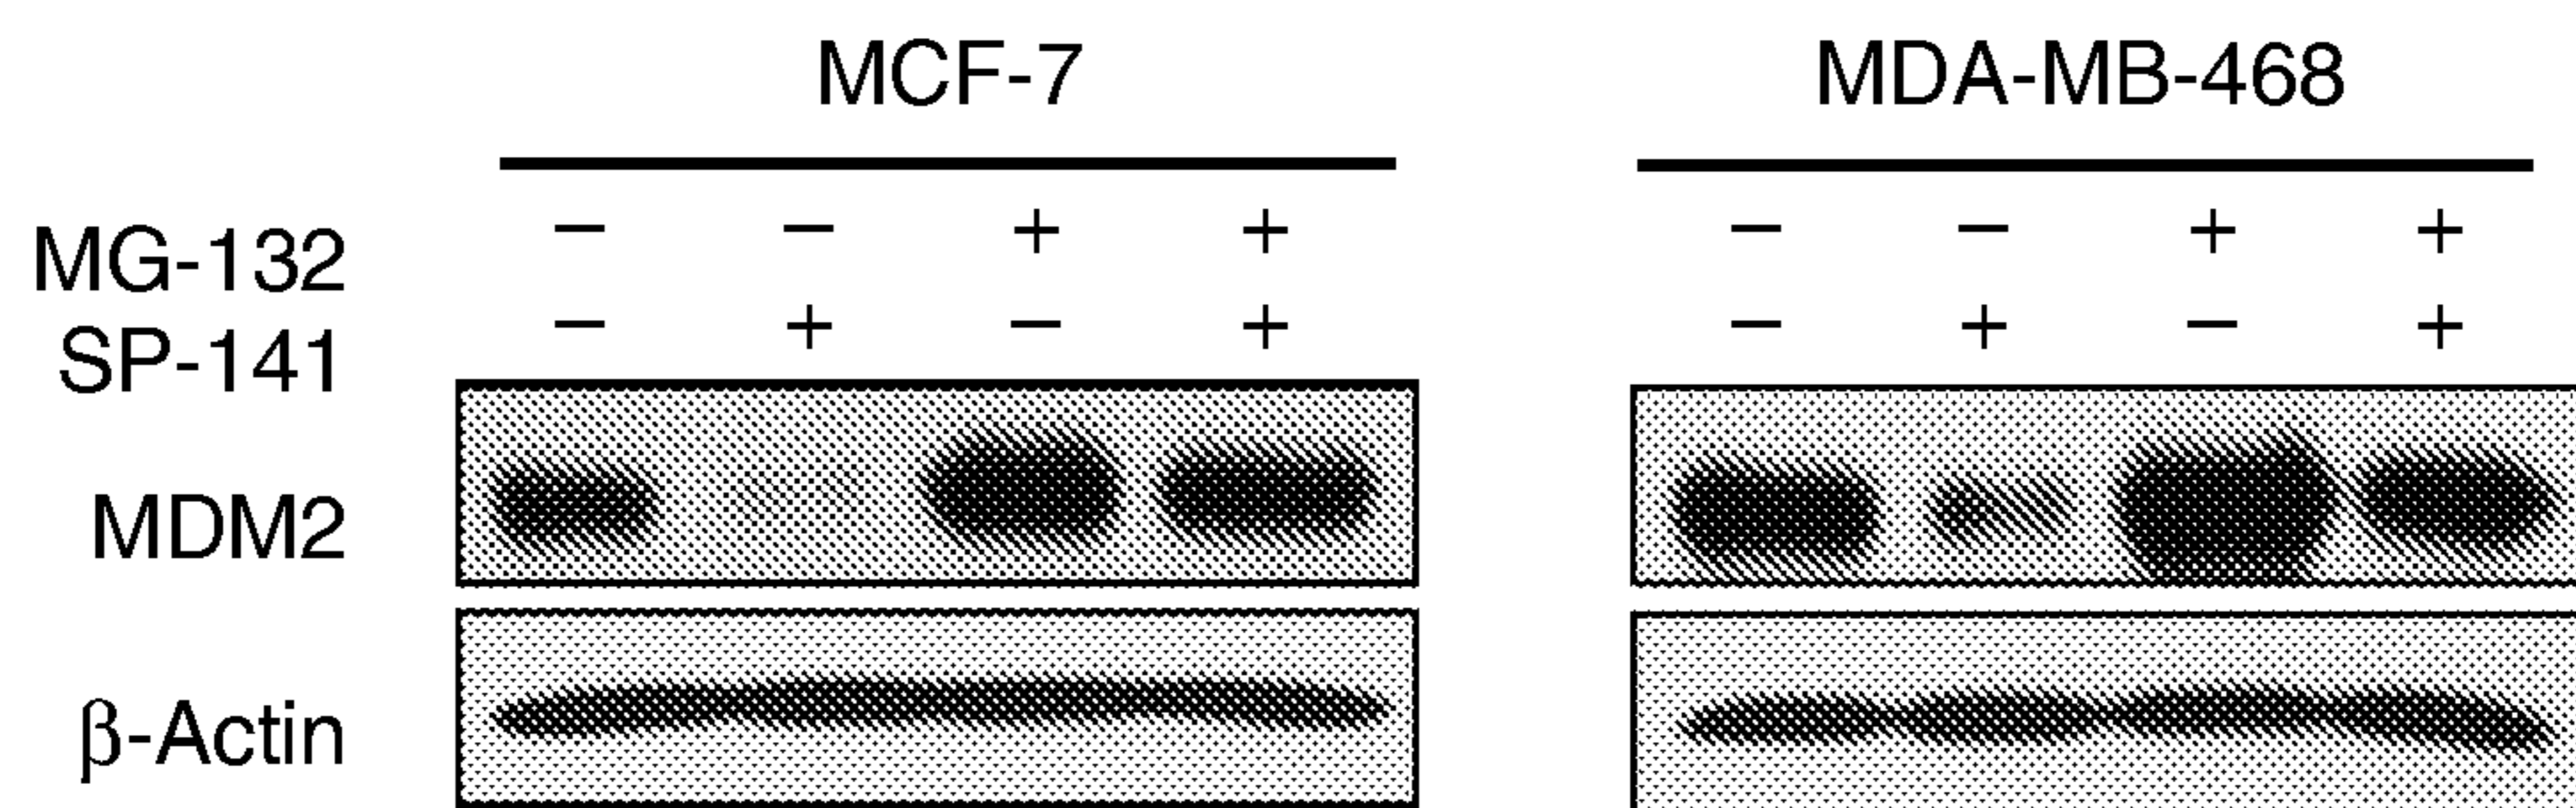 MCF-7 MDA-MB-468
MG-132 − − + + − − + +
SP-141 − + − + − + − +
MDM2
β-Actin